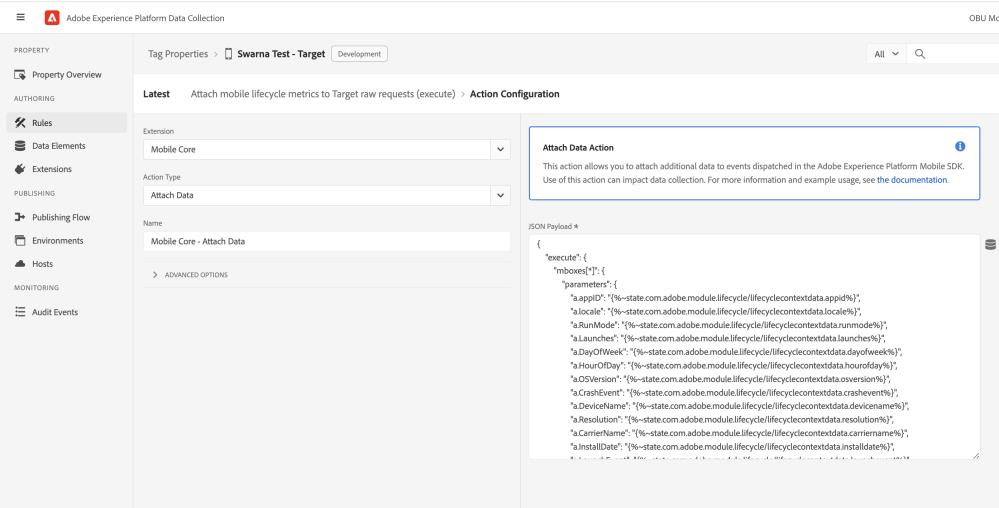 Adobe Experience Platform Data Collection
OBU Mo
PROPERTY
Property Overview
AUTHORING
Rules
Data Elements
Extensions
PUBLISHING
Publishing Flow
Environments
Hosts
MONITORING
Audit Events
Tag Properties > Swarna Test - Target Development
All
Latest Attach mobile lifecycle metrics to Target raw requests (execute) > Action Configuration
Extension
Mobile Core
Action Type
Attach Data
Name
Mobile Core - Attach Data
> ADVANCED OPTIONS
Attach Data Action
This action allows you to attach additional data to events dispatched in the Adobe Experience Platform Mobile SDK.
Use of this action can impact data collection. For more information and example usage, see the documentation.
JSON Payload *
{
"execute": {
"mboxes[*]": {
"parameters": {
"a.appID": "{%~state.com.adobe.module.lifecycle/lifecyclecontextdata.appid%}",
"a.locale": "{%~state.com.adobe.module.lifecycle/lifecyclecontextdata.locale%}",
"a.RunMode": "{%~state.com.adobe.module.lifecycle/lifecyclecontextdata.runmode%}",
"a.Launches": "{%~state.com.adobe.module.lifecycle/lifecyclecontextdata.launches%}",
"a.DayOfWeek": "{%~state.com.adobe.module.lifecycle/lifecyclecontextdata.dayofweek%}",
"a.HourOfDay": "{%~state.com.adobe.module.lifecycle/lifecyclecontextdata.hourofday%}",
"a.OSVersion": "{%~state.com.adobe.module.lifecycle/lifecyclecontextdata.osversion%}",
"a.CrashEvent": "{%~state.com.adobe.module.lifecycle/lifecyclecontextdata.crashevent%}",
"a.DeviceName": "{%~state.com.adobe.module.lifecycle/lifecyclecontextdata.devicename%}",
"a.Resolution": "{%~state.com.adobe.module.lifecycle/lifecyclecontextdata.resolution%}",
"a.CarrierName": "{%~state.com.adobe.module.lifecycle/lifecyclecontextdata.carriername%}",
"a.InstallDate": "{%~state.com.adobe.module.lifecycle/lifecyclecontextdata.installdate%}",